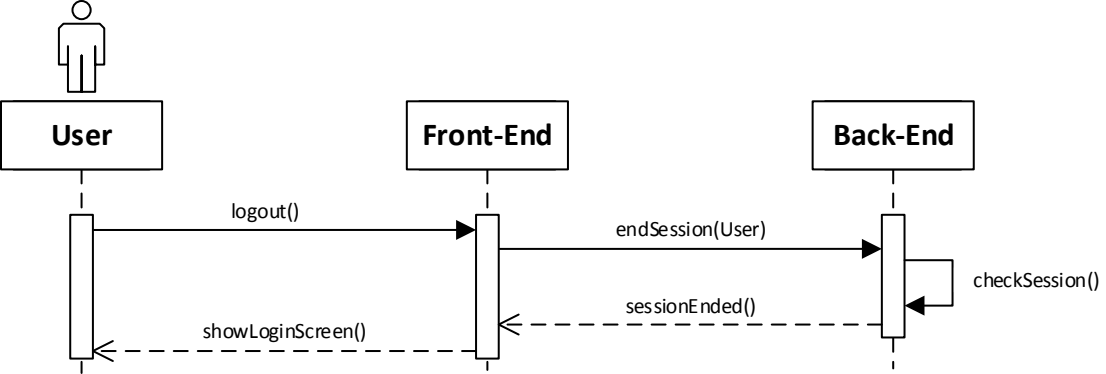 User
Front-End
Back-End
logout()
endSession(User)
checkSession()
sessionEnded()
showLoginScreen()